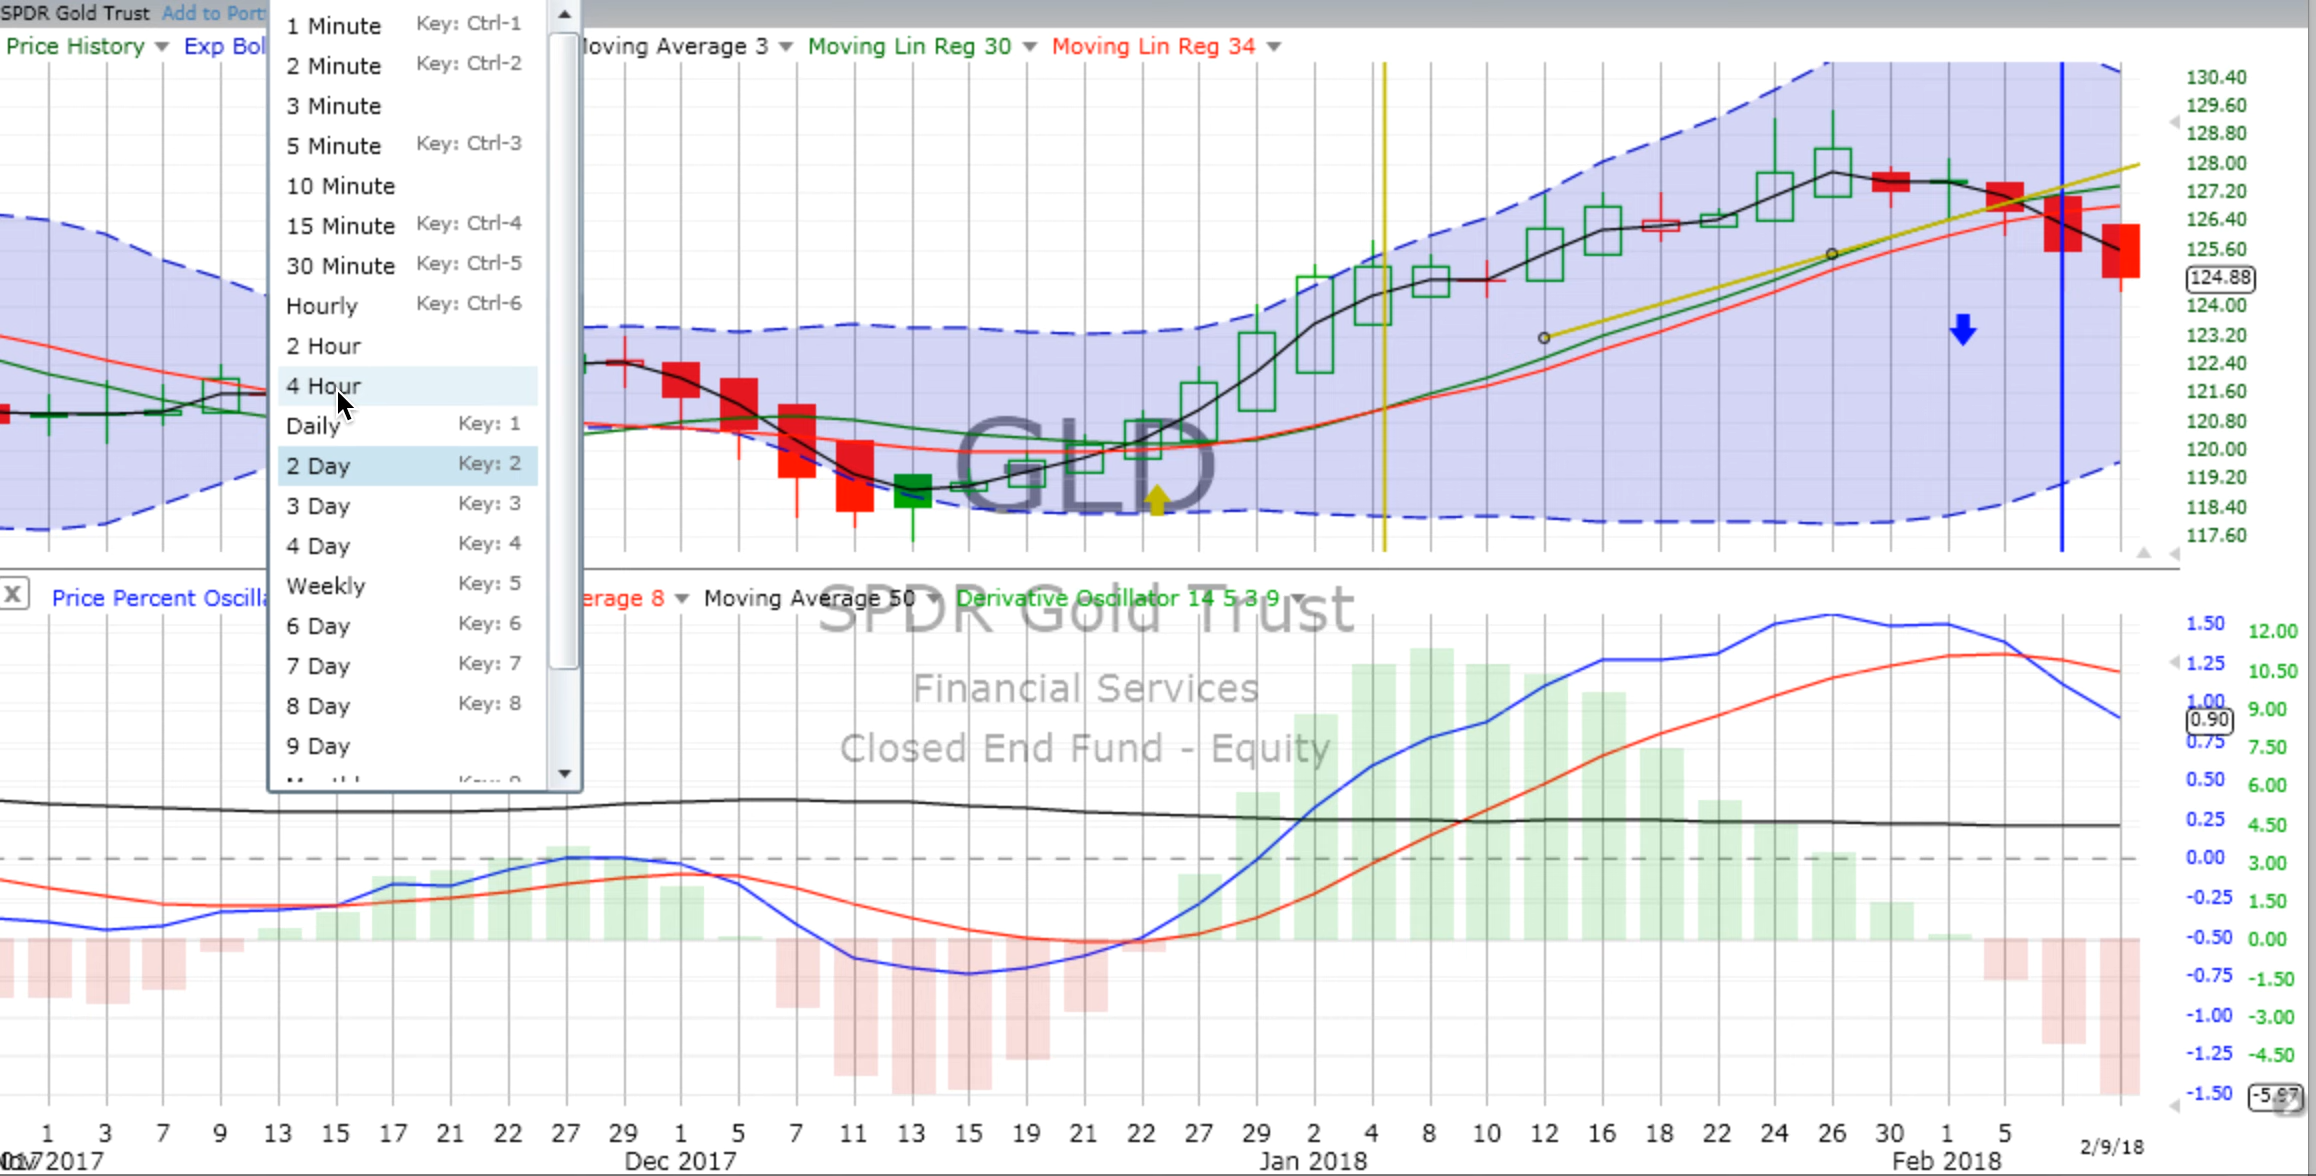 SPDR Gold Trust Add to Port
Price History Exp Bol oving Average 3 Moving Lin Reg 30 Moving Lin Reg 34
1 Minute Key: Ctrl-1
2 Minute Key: Ctrl-2
3 Minute
5 Minute Key: Ctrl-3
10 Minute
15 Minute Key: Ctrl-4
30 Minute Key: Ctrl-5
Hourly Key: Ctrl-6
2 Hour
4 Hour
Daily Key: 1
2 Day Key: 2
3 Day Key: 3
4 Day Key: 4
Weekly Key: 5
6 Day Key: 6
7 Day Key: 7
8 Day Key: 8
9 Day
GLD
130.40
129.60
128.80
128.00
127.20
126.40
125.60
124.88
124.00
123.20
122.40
121.60
120.80
120.00
119.20
118.40
117.60
X Price Percent Oscilla erage 8 Moving Average 50 Derivative Oscillator 14 5 3 9
SPDR Gold Trust
Financial Services
Closed End Fund - Equity
1.50 12.00
1.25 10.50
1.00 9.00
0.90
0.75 7.50
0.50 6.00
0.25 4.50
0.00 3.00
-0.25 1.50
-0.50 0.00
-0.75 -1.50
-1.00 -3.00
-1.25 -4.50
-1.50
1 3 7 9 13 15 17 21 22 27 29 1 5 7 11 13 15 19 21 22 27 29 2 4 8 10 12 16 18 22 24 26 30 1 5 2/9/18
Dec 2017 Jan 2018 Feb 2018